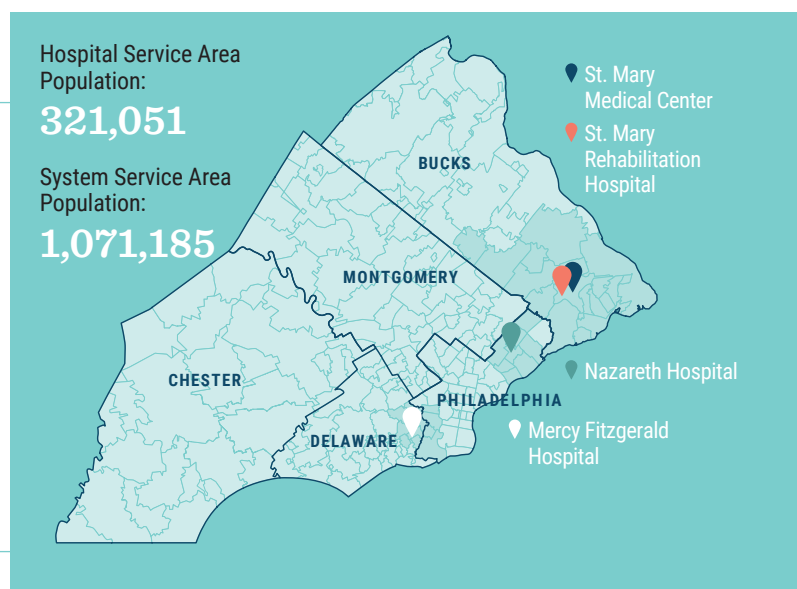 Hospital Service Area
Population:
321,051
System Service Area
Population:
1,071,185
St. Mary
Medical Center
St. Mary
Rehabilitation
Hospital
BUCKS
MONTGOMERY
CHESTER
Nazareth Hospital
PHILADELPHIA
DELAWARE
Mercy Fitzgerald
Hospital